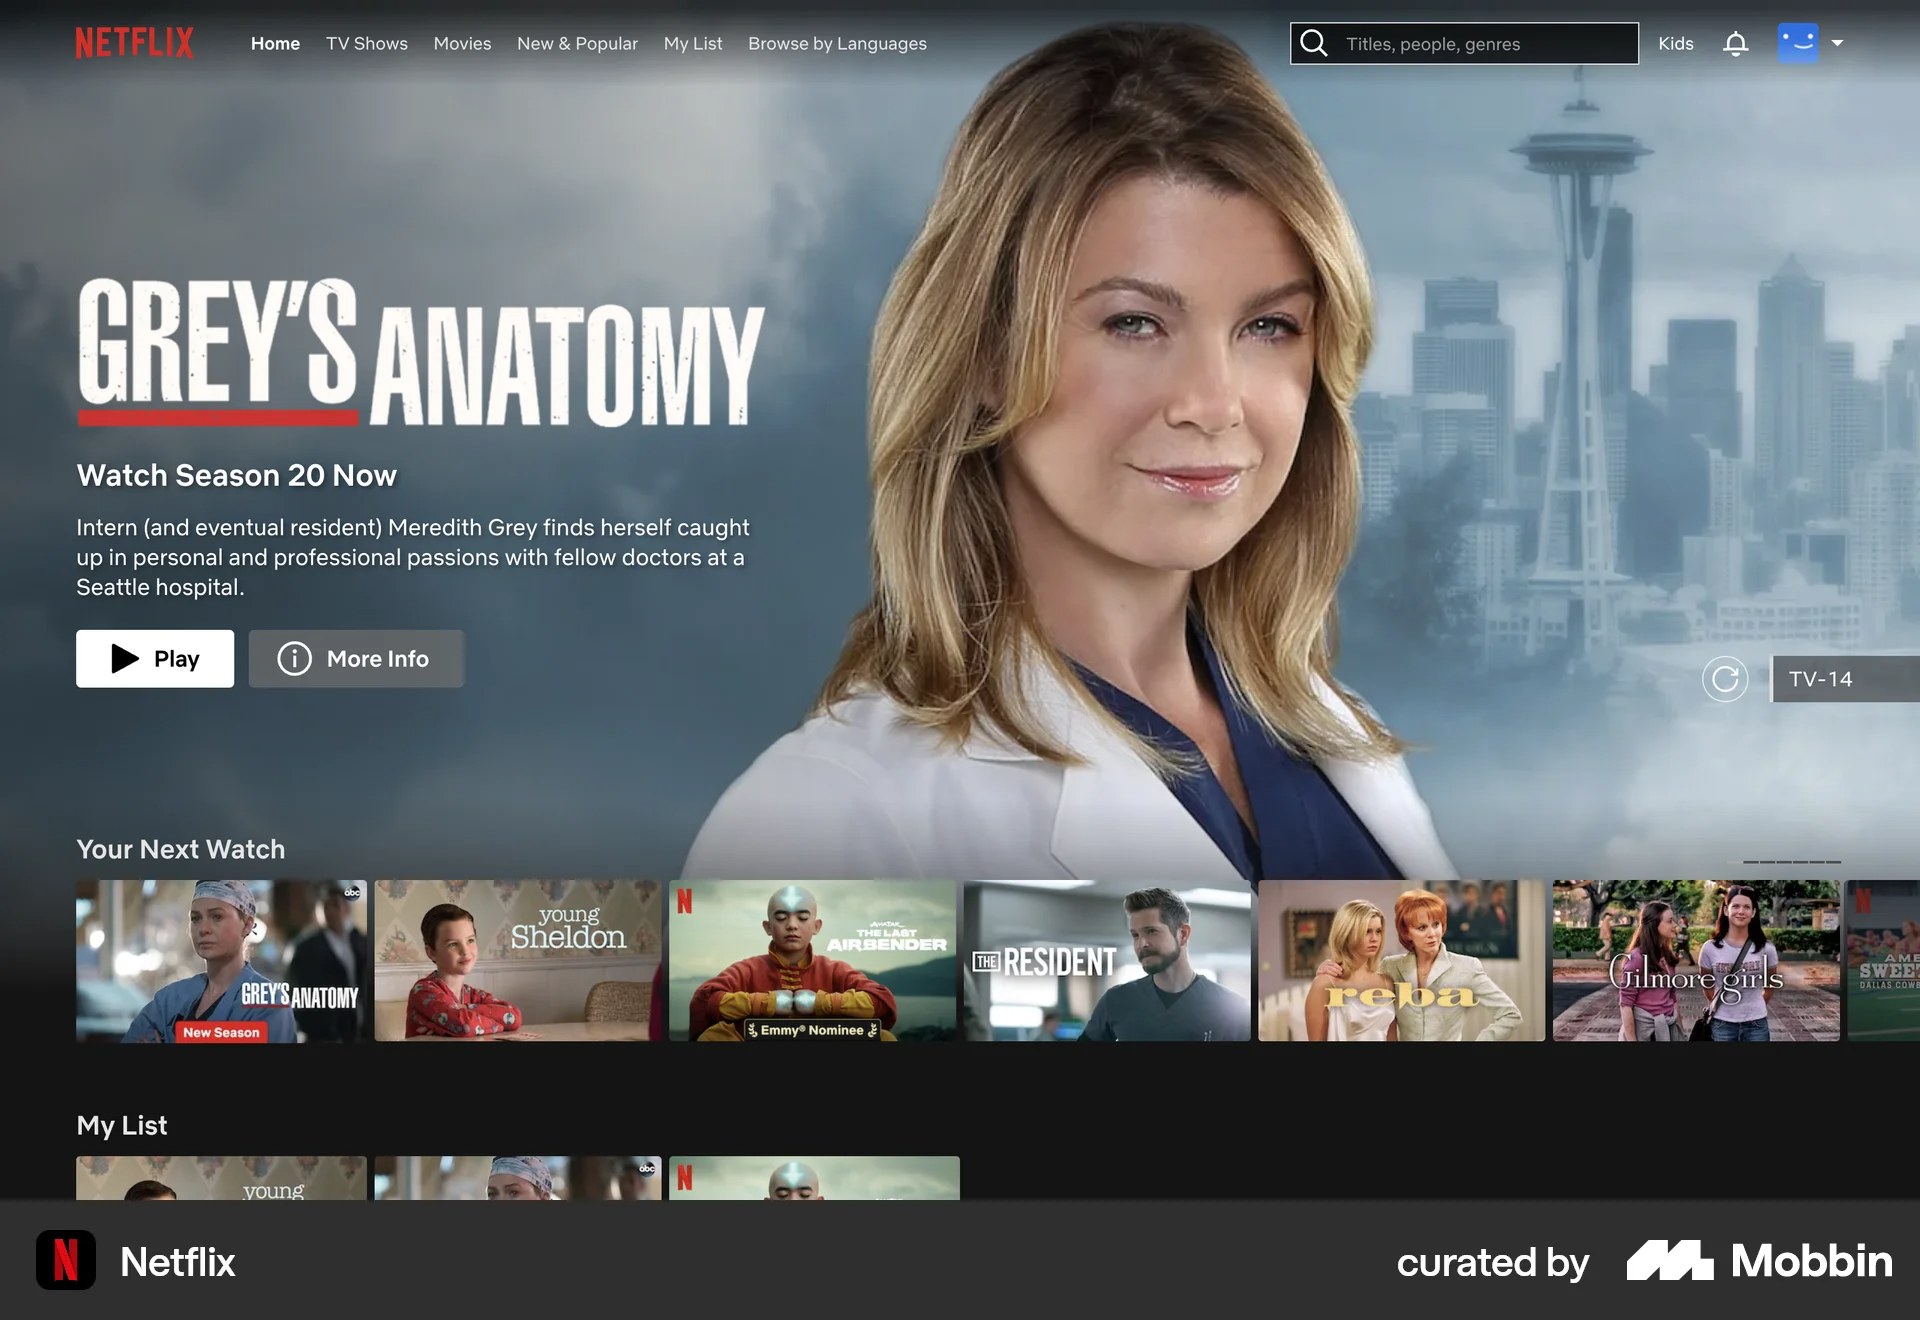 NETFLIX
Home TV Shows Movies New & Popular My List Browse by Languages
Titles, people, genres
Kids
GREY'S ANATOMY
Watch Season 20 Now
Intern (and eventual resident) Meredith Grey finds herself caught
up in personal and professional passions with fellow doctors at a
Seattle hospital.
Play
More Info
TV-14
Your Next Watch
abc
GREY'S ANATOMY
New Season
young
Sheldon
N
AVATAR
THE LAST
AIRBENDER
Emmy® Nominee
THE RESIDENT
reba
Gilmore girls
N
AME
SWEE
DALLAS COW
My List
young
abc
N
N
Netflix
curated by
Mobbin